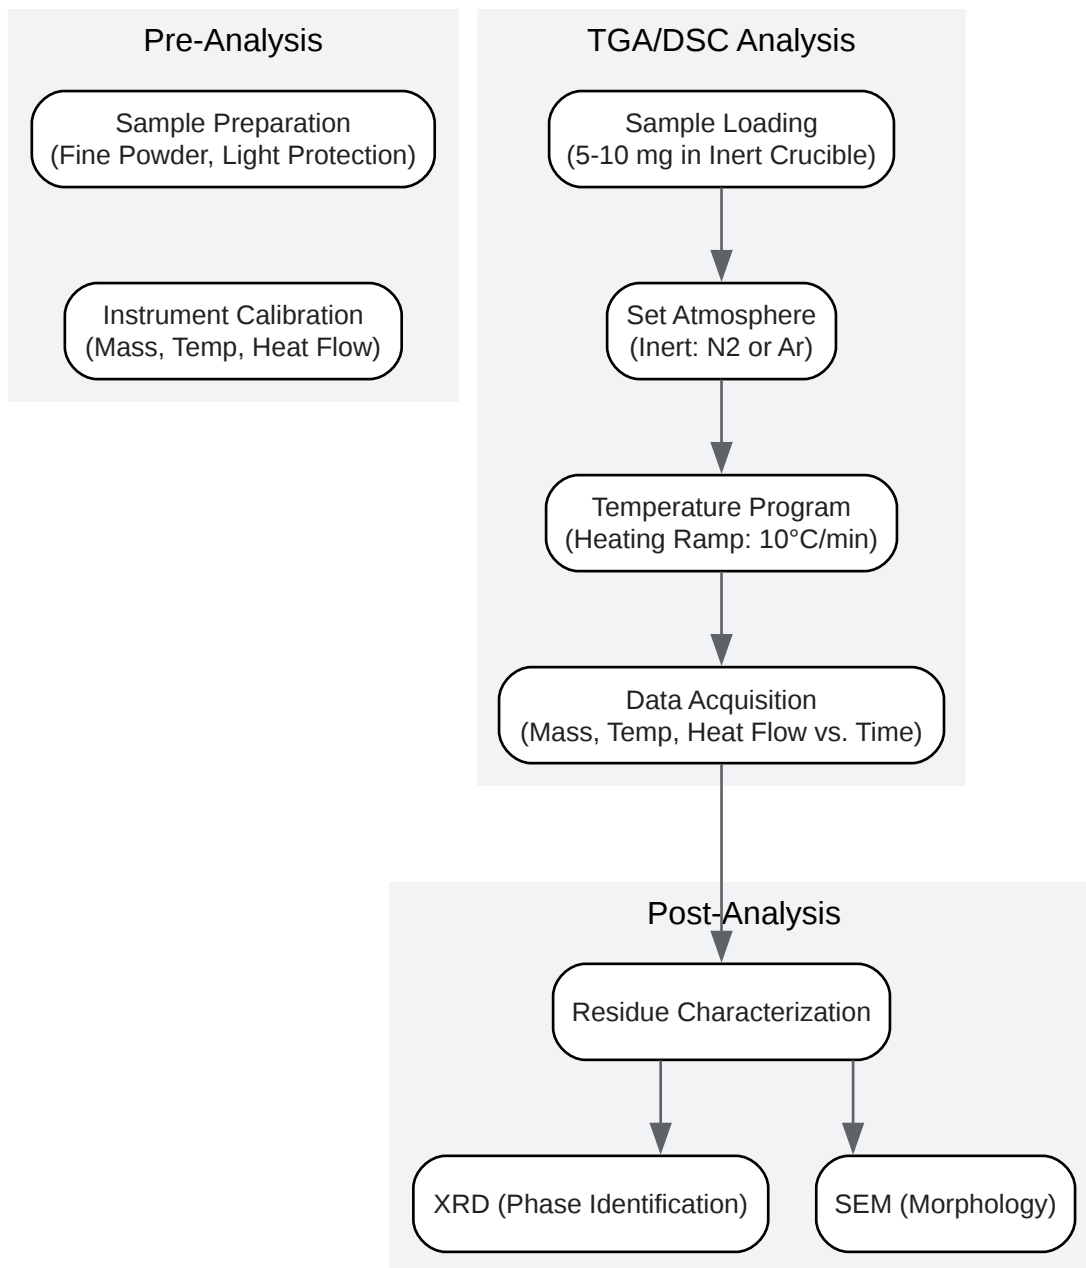 Pre-Analysis
Sample Preparation
(Fine Powder, Light Protection)
Instrument Calibration
(Mass, Temp, Heat Flow)
TGA/DSC Analysis
Sample Loading
(5-10 mg in Inert Crucible)
Set Atmosphere
(Inert: N2 or Ar)
Temperature Program
(Heating Ramp: 10°C/min)
Data Acquisition
(Mass, Temp, Heat Flow vs. Time)
Post-Analysis
Residue Characterization
XRD (Phase Identification)
SEM (Morphology)